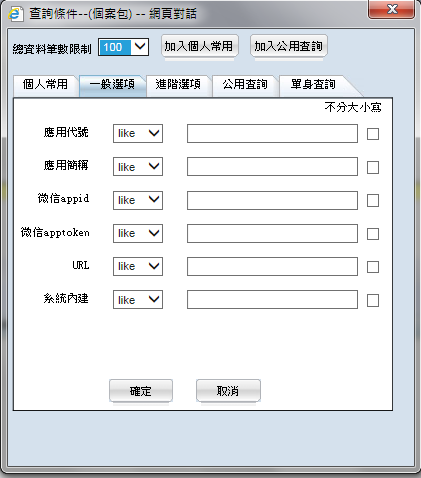 查詢條件--(個案包) -- 網頁對話
總資料筆數限制 100 加入個人常用 加入公用查詢
個人常用 一般選項 進階選項 公用查詢 單身查詢
不分大小寫
應用代號 like
應用簡稱 like
微信appid like
微信apptoken like
URL like
系統內建 like
確定 取消